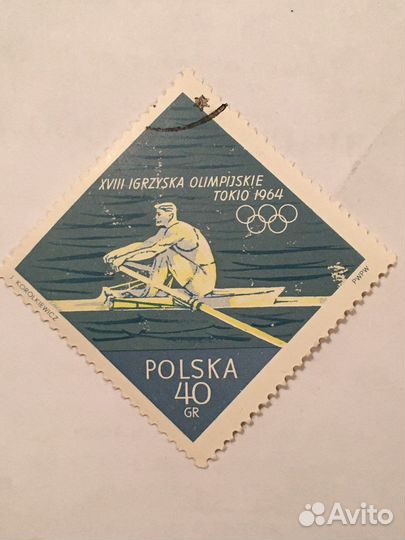 XVIII IGRZYSKA OLIMPIJSKIE
TOKIO 1964
J. KOROLKIEWICZ
PWPW
POLSKA
40
GR
Avito